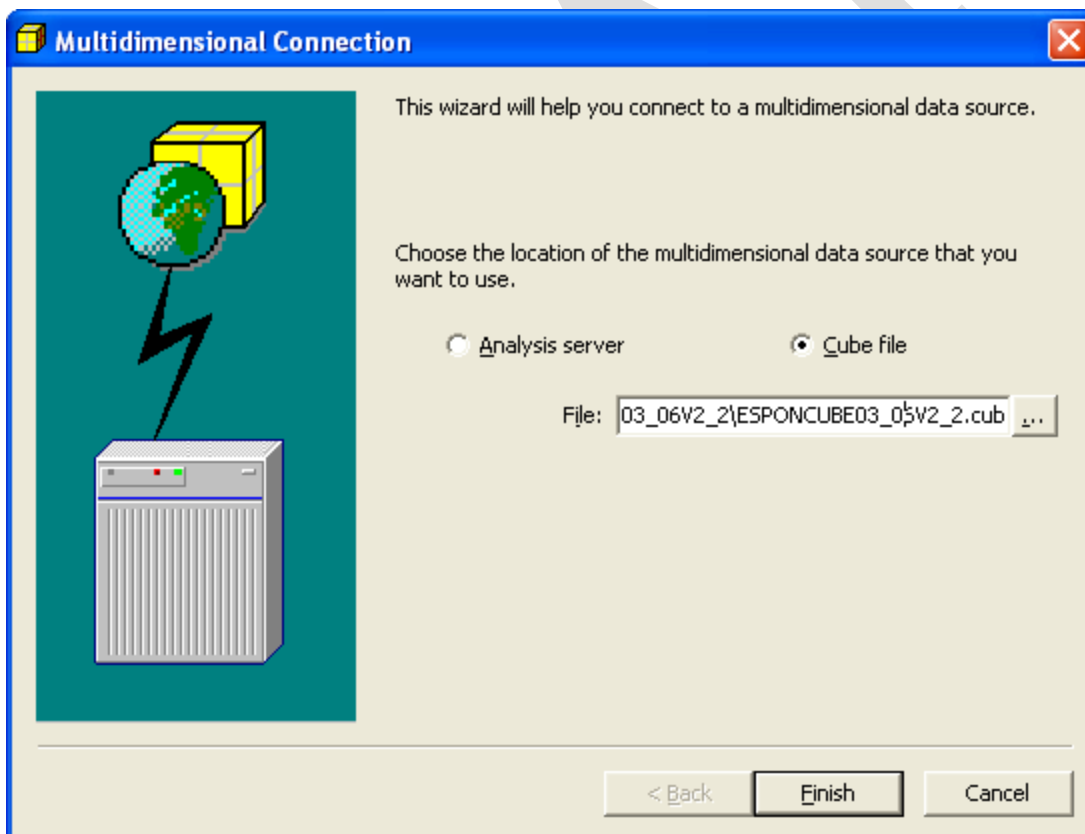 Multidimensional Connection
This wizard will help you connect to a multidimensional data source.
Choose the location of the multidimensional data source that you
want to use.
Analysis server Cube file
File: 03_06V2_2\ESPONCUBE03_06V2_2.cub ...
< Back Finish Cancel